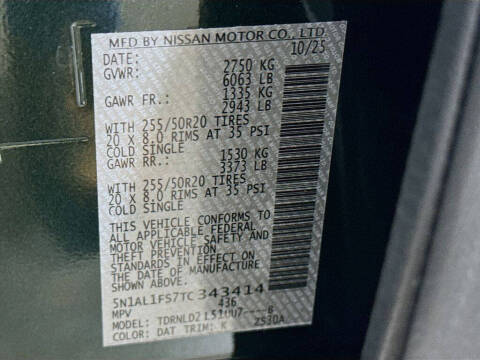 MFD BY NISSAN MOTOR CO., LTD.
DATE: 10/25
GVWR: 2750 KG
6063 LB
GAWR FR.: 1335 KG
2943 LB
WITH 255/50R20 TIRES
20 X 8.0 RIMS AT 35 PSI
COLD SINGLE
GAWR RR.: 1530 KG
3373 LB
WITH 255/50R20 TIRES
20 X 8.0 RIMS AT 35 PSI
COLD SINGLE
THIS VEHICLE CONFORMS TO
ALL APPLICABLE FEDERAL
MOTOR VEHICLE SAFETY AND
THEFT PREVENTION
STANDARDS IN EFFECT ON
THE DATE OF MANUFACTURE
SHOWN ABOVE.
5N1AL1FS7TC343414
MPV 436
MODEL: TDRNLD2L51UU7----B
COLOR: DAT TRIM: K 2530A